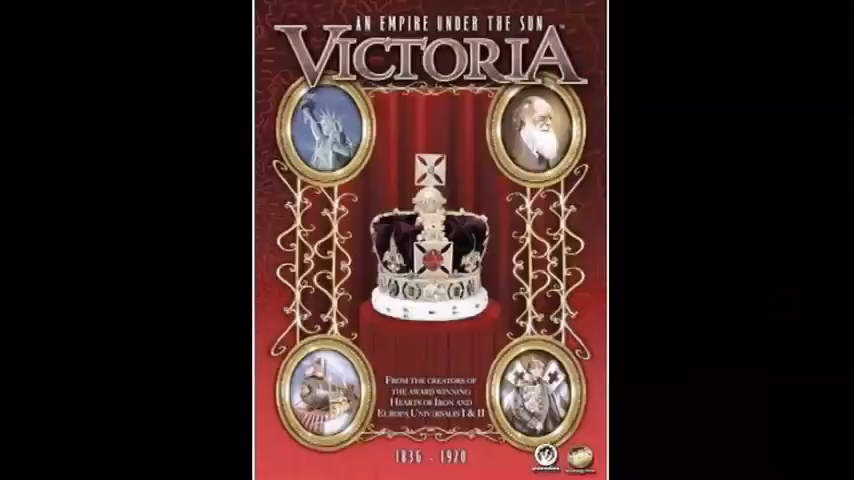 AN EMPIRE UNDER THE SUN
VICTORIA
FROM THE CREATORS OF
THE AWARD WINNING
HEARTS OF IRON AND
EUROPA UNIVERSALIS I & II
1836 - 1920